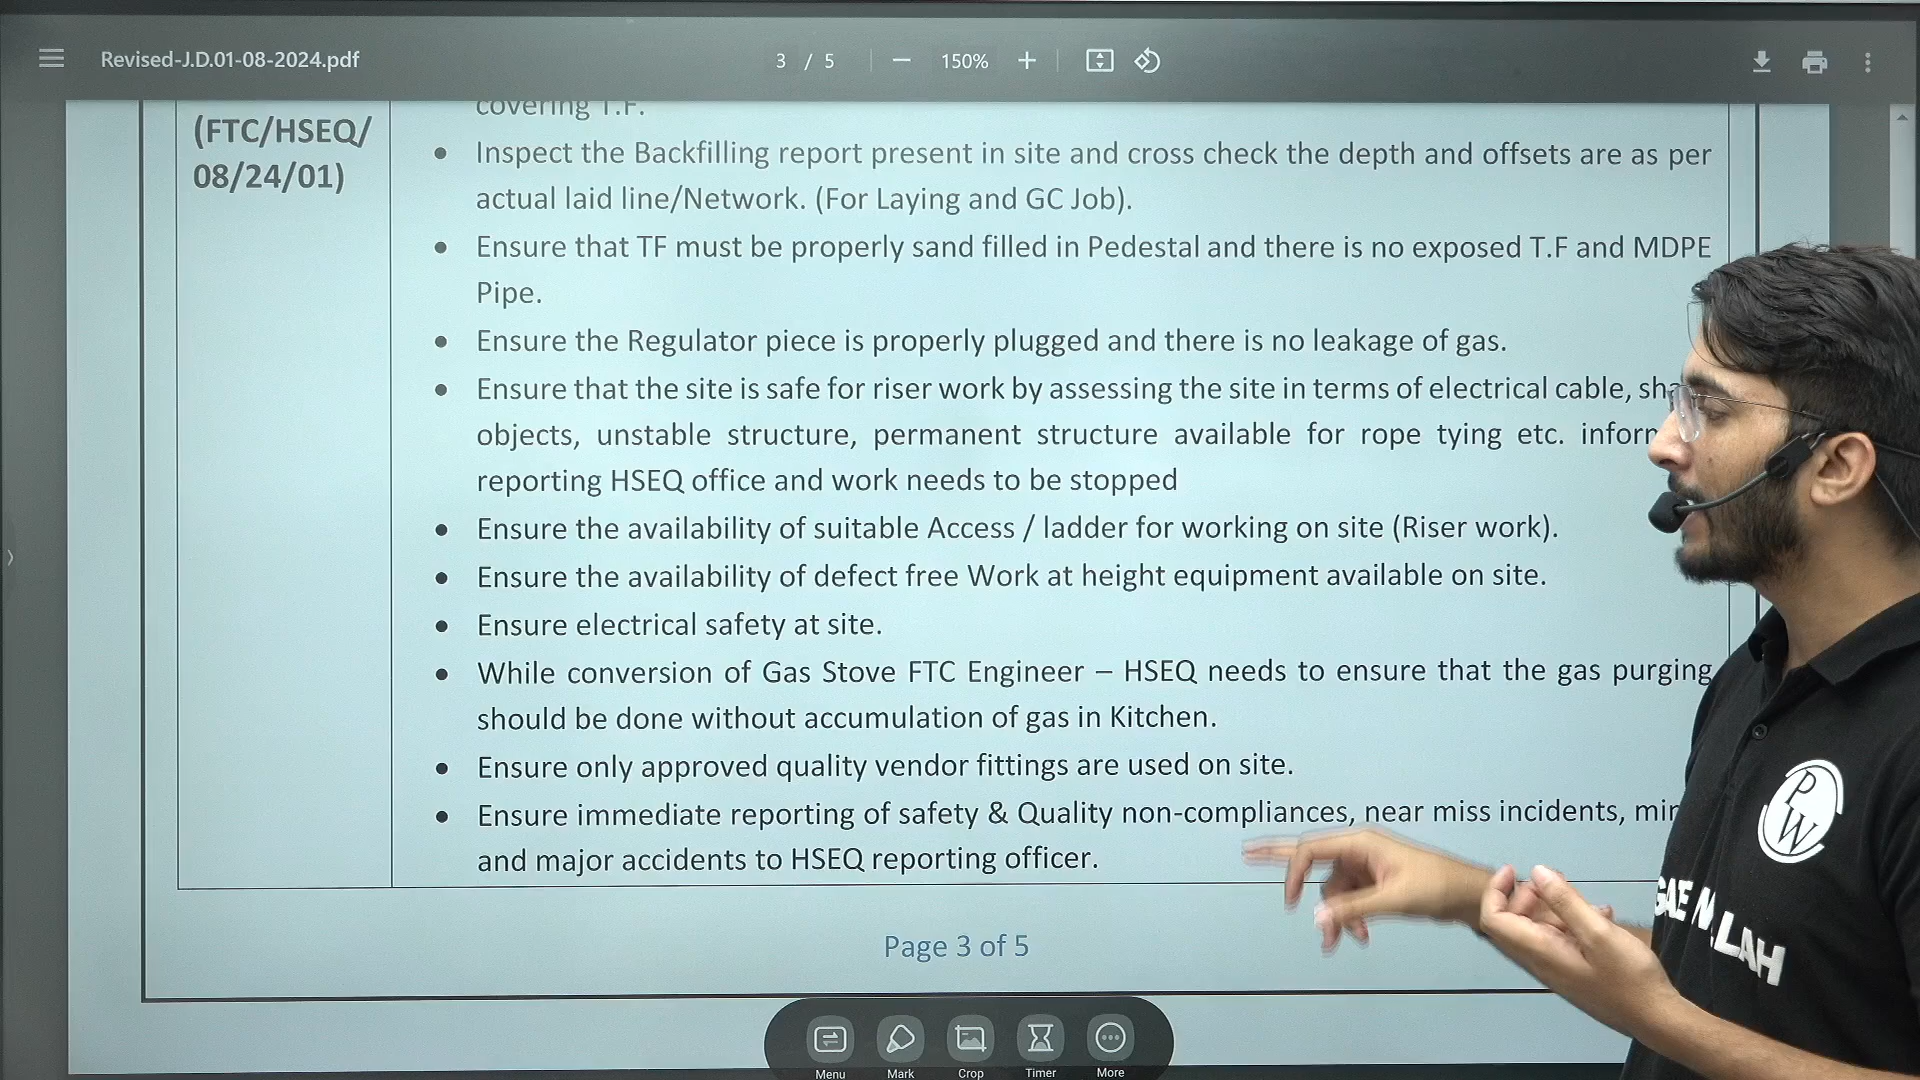 Revised-J.D.01-08-2024.pdf
3 / 5
150%
covering T.F.
(FTC/HSEQ/
08/24/01)
• Inspect the Backfilling report present in site and cross check the depth and offsets are as per
actual laid line/Network. (For Laying and GC Job).
• Ensure that TF must be properly sand filled in Pedestal and there is no exposed T.F and MDPE
Pipe.
• Ensure the Regulator piece is properly plugged and there is no leakage of gas.
• Ensure that the site is safe for riser work by assessing the site in terms of electrical cable,
objects, unstable structure, permanent structure available for rope tying etc.
reporting HSEQ office and work needs to be stopped
• Ensure the availability of suitable Access / ladder for working on site (Riser work).
• Ensure the availability of defect free Work at height equipment available on site.
• Ensure electrical safety at site.
• While conversion of Gas Stove FTC Engineer – HSEQ needs to ensure that the gas purging
should be done without accumulation of gas in Kitchen.
• Ensure only approved quality vendor fittings are used on site.
• Ensure immediate reporting of safety & Quality non-compliances, near miss incidents,
and major accidents to HSEQ reporting officer.
Page 3 of 5
Menu
Mark
Crop
Timer
More
PW